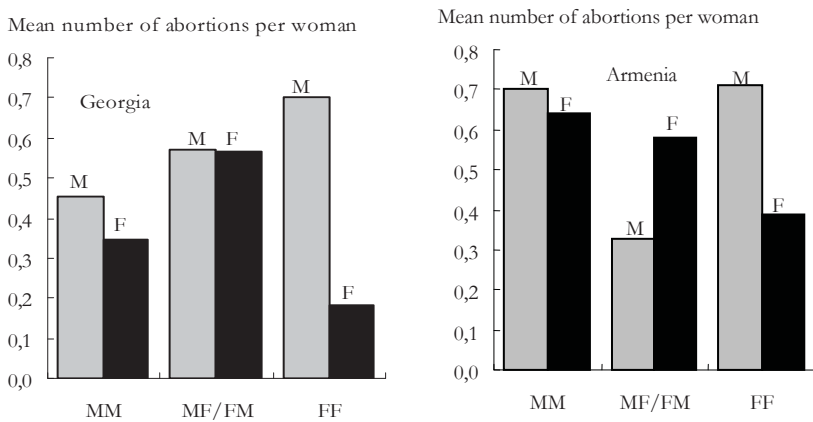 Mean number of abortions per woman
0,8
0,7
0,6
0,5
0,4
0,3
0,2
0,1
0,0
Georgia
M
F
M
F
M
F
MM
MF/FM
FF
Mean number of abortions per woman
0,8
0,7
0,6
0,5
0,4
0,3
0,2
0,1
0,0
Armenia
M
F
M
F
M
F
MM
MF/FM
FF